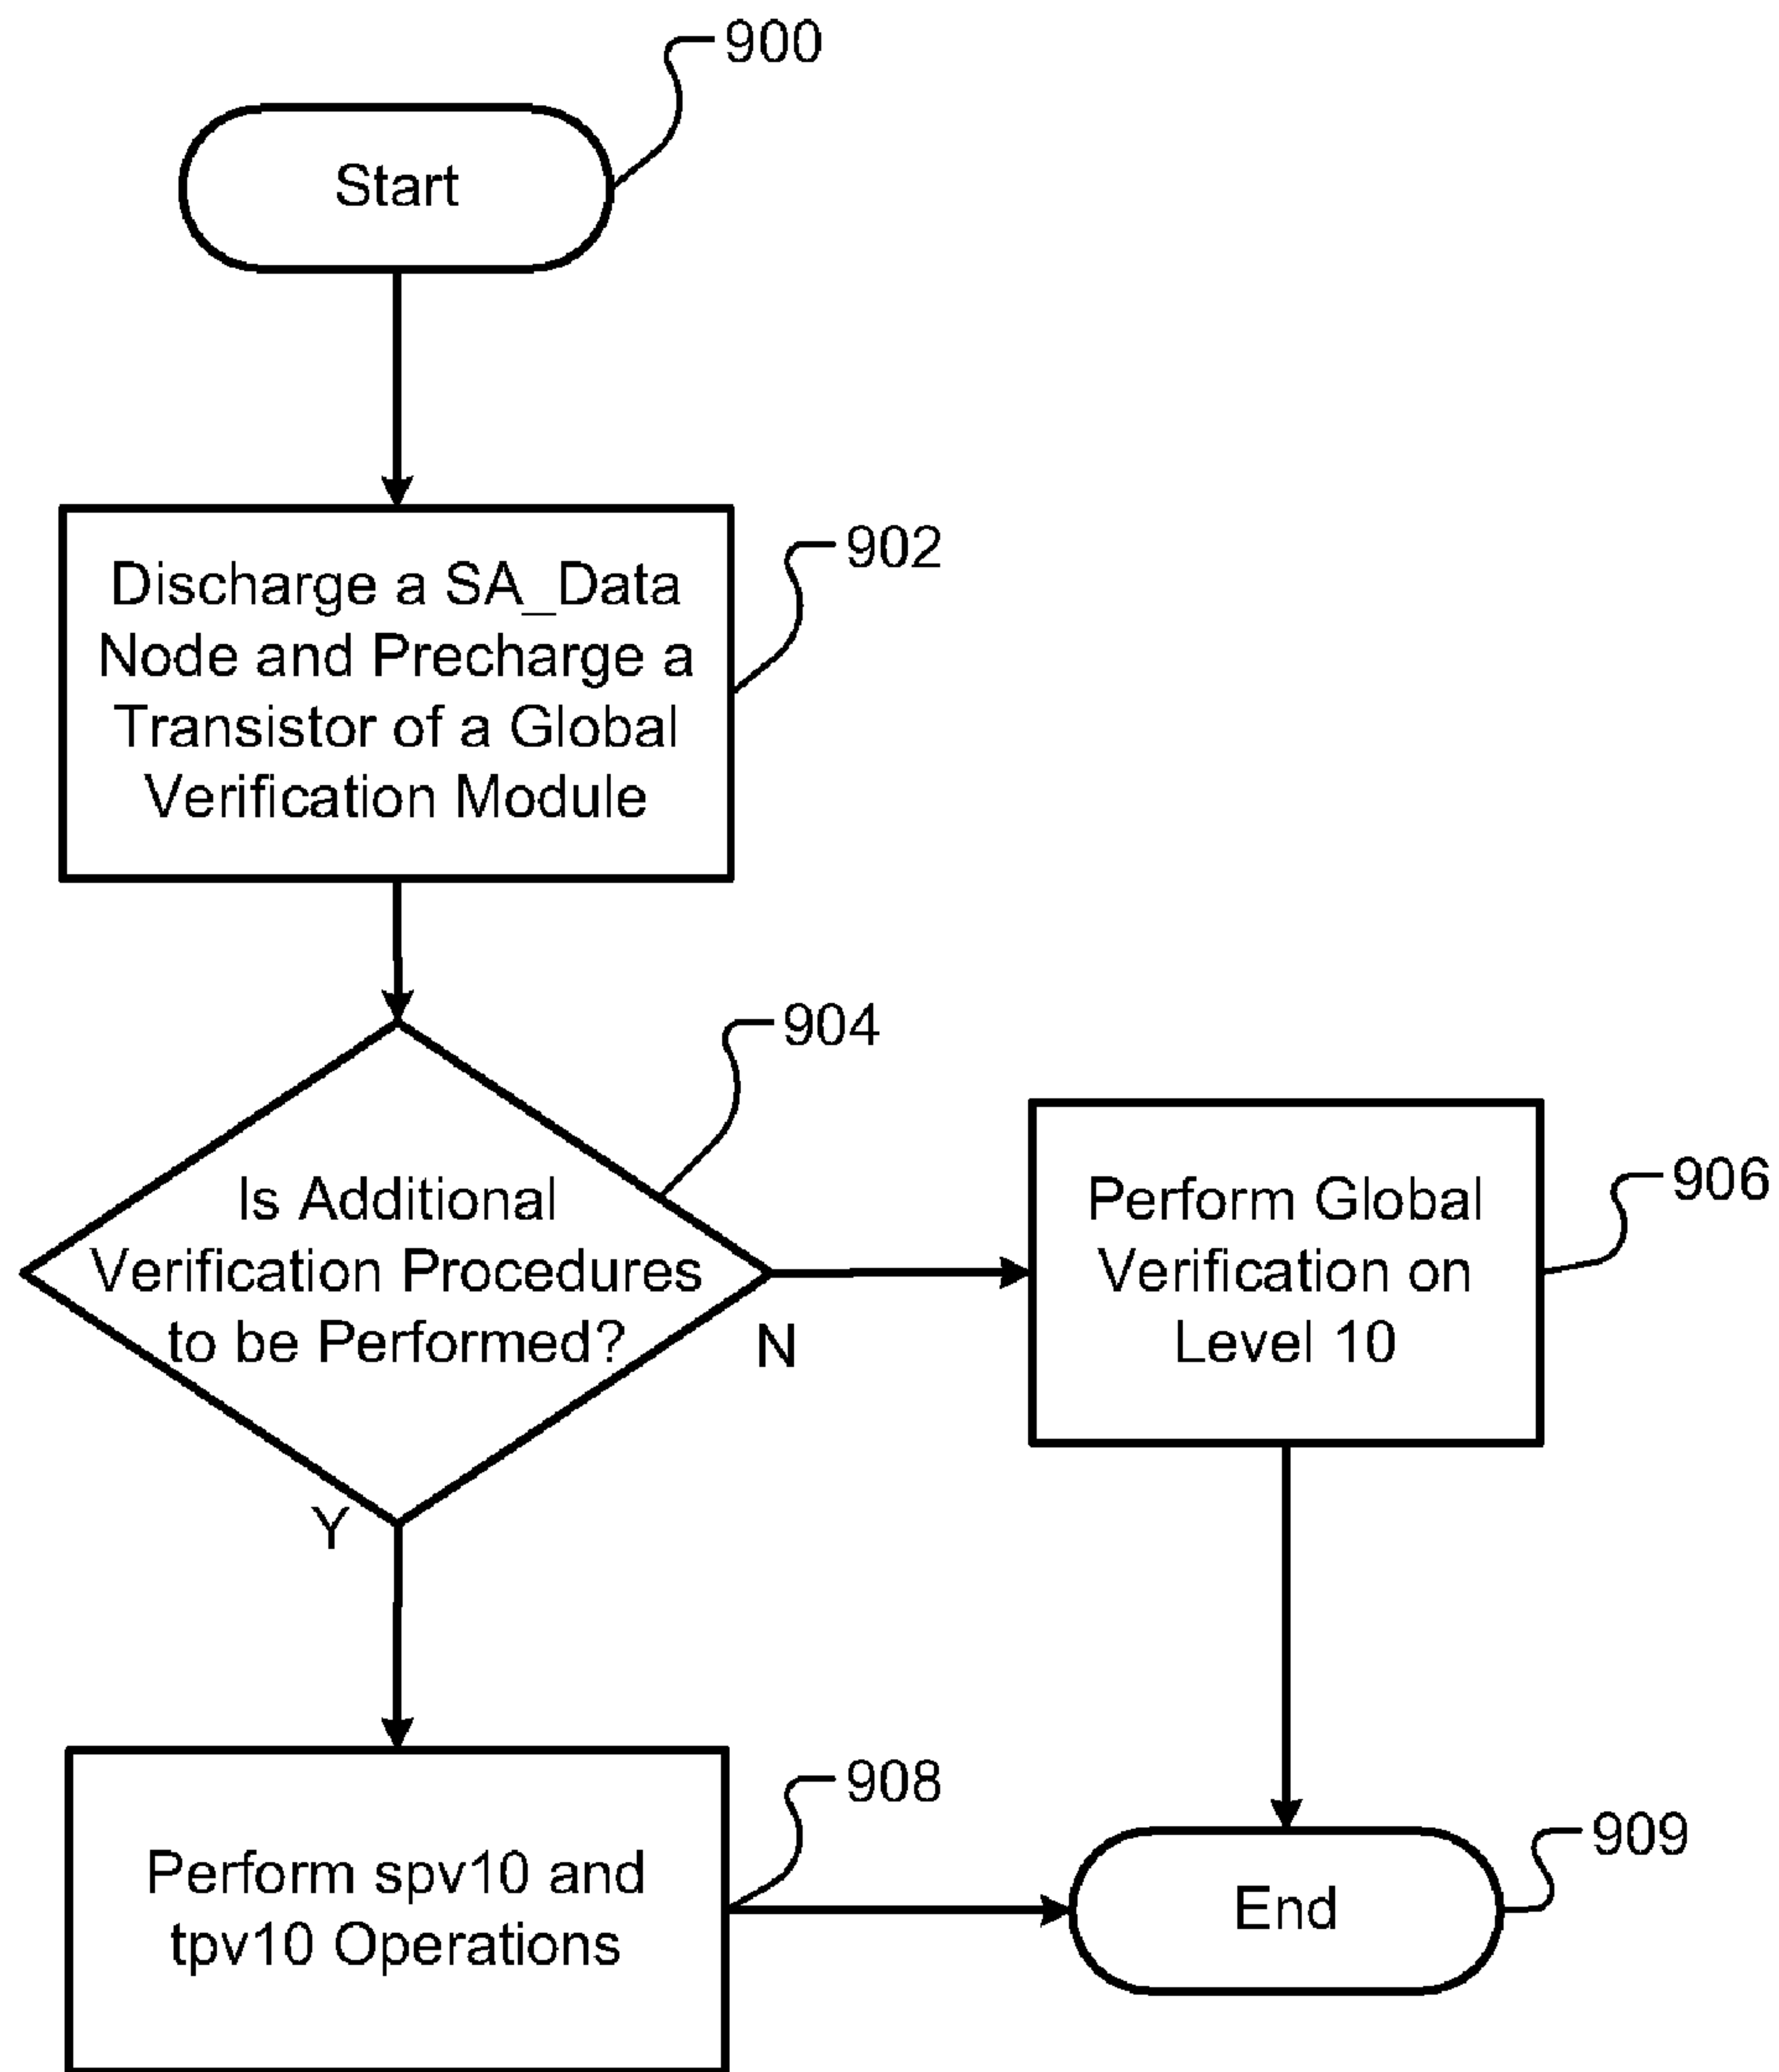 900
Start
902
Discharge a SA_Data
Node and Precharge a
Transistor of a Global
Verification Module
904
Is Additional
Verification Procedures
to be Performed?
N
Y
906
Perform Global
Verification on
Level 10
908
Perform spv10 and
tpv10 Operations
909
End